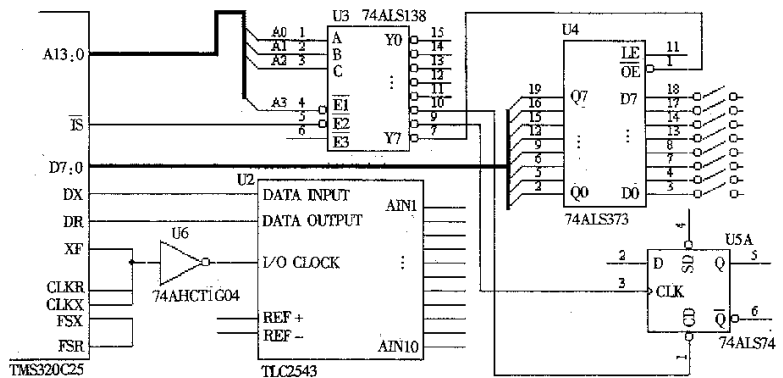 U3 74ALS138
A13:0
IS
D7:0
DX
DR
XF
CLKR
CLKX
FSX
FSR
TMS320C25
A0 1 A Y0 15
A1 2 B 14
A2 3 C 13
12
11
A3 4 E1 10
5 E2 9
6 E3 Y7 7
U4
LE 11
OE 1
19 Q7 D7 18
16 17
15 14
12 13
9 8
6 7
5 4
2 Q0 D0 3
74ALS373
U2
DATA INPUT
DATA OUTPUT
I/O CLOCK
REF+
REF-
AIN1
AIN10
TLC2543
U6
74AHCT1G04
U5A
4
2 D SD Q 5
3 CLK
CD Q 6
1
74ALS74